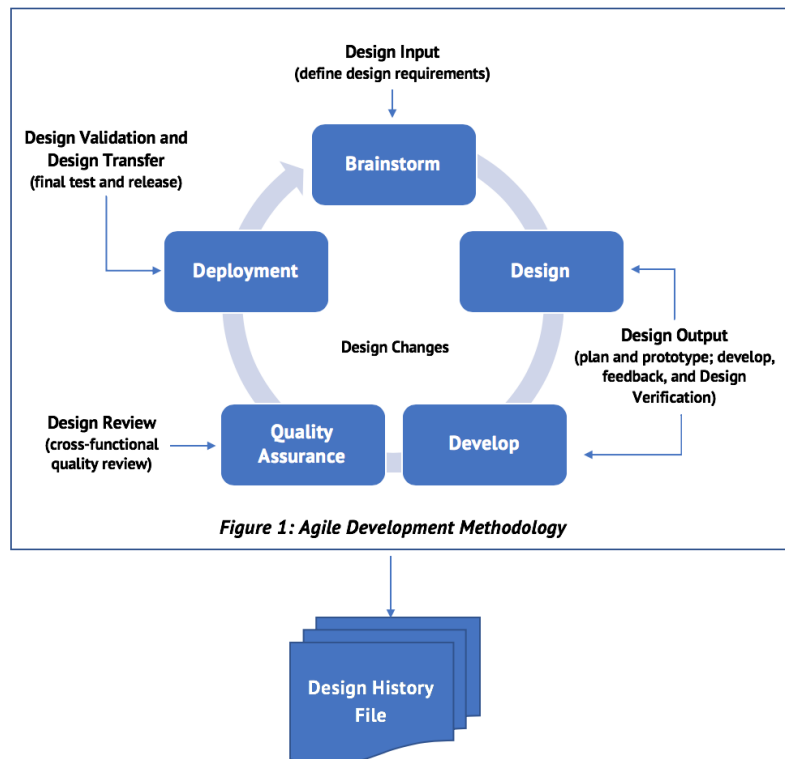 Design Input
(define design requirements)
Design Validation and
Design Transfer
(final test and release)
Brainstorm
Deployment
Design
Design Changes
Design Output
(plan and prototype; develop,
feedback, and Design
Verification)
Design Review
(cross-functional
quality review)
Quality
Assurance
Develop
Figure 1: Agile Development Methodology
Design History
File